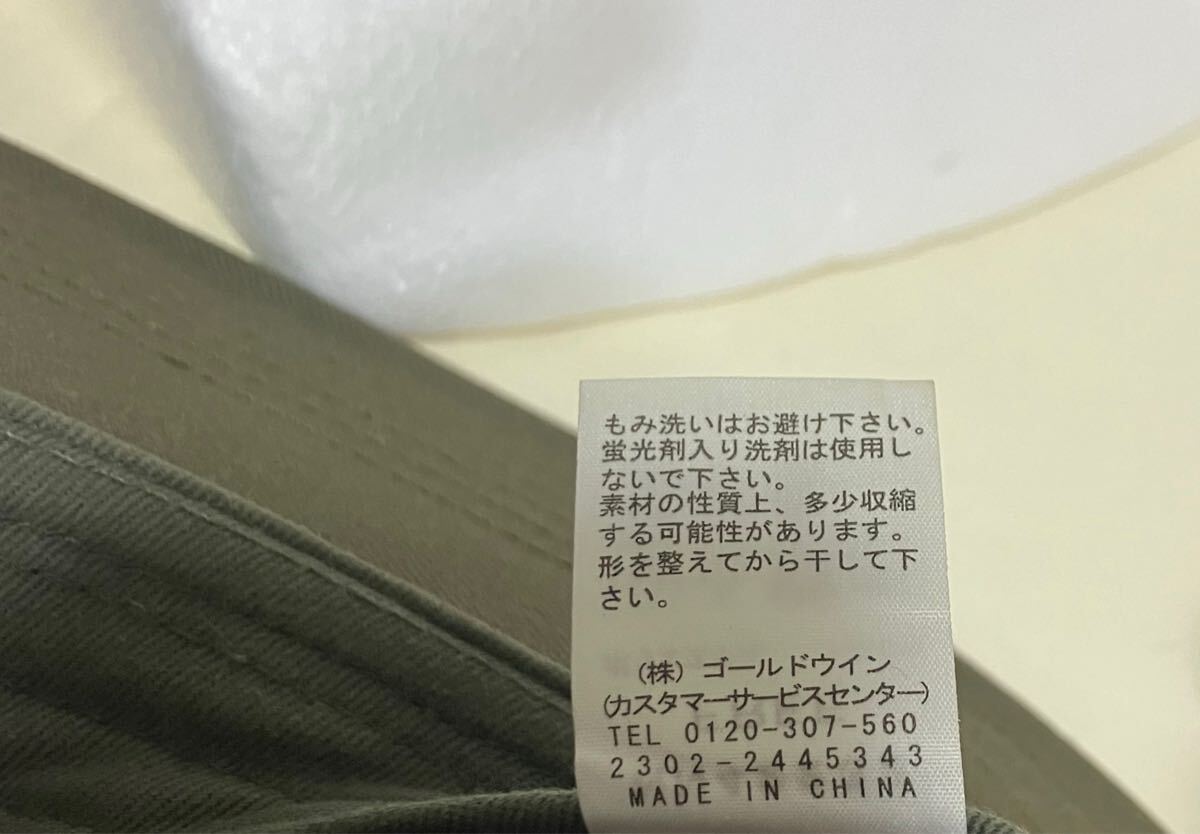 もみ洗いはお避け下さい。
蛍光剤入り洗剤は使用し
ないで下さい。
素材の性質上、多少収縮
する可能性があります。
形を整えてから干して下
さい。
(株) ゴールドウイン
(カスタマーサービスセンター)
TEL 0120-307-560
2302-2445343
MADE IN CHINA